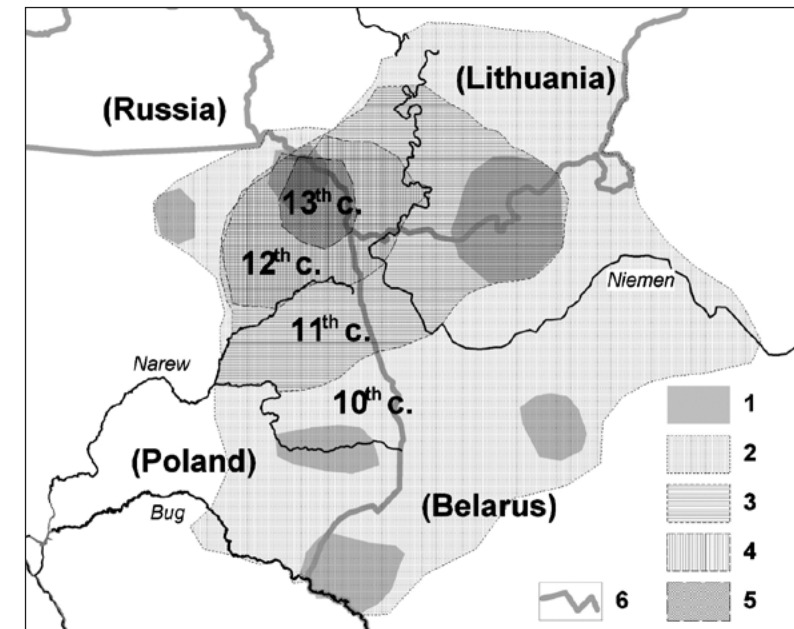 (Lithuania)
(Russia)
13th c.
12th c.
Niemen
11th c.
Narew
10th c.
1
2
(Poland)
3
(Belarus)
Bug
4
6
5